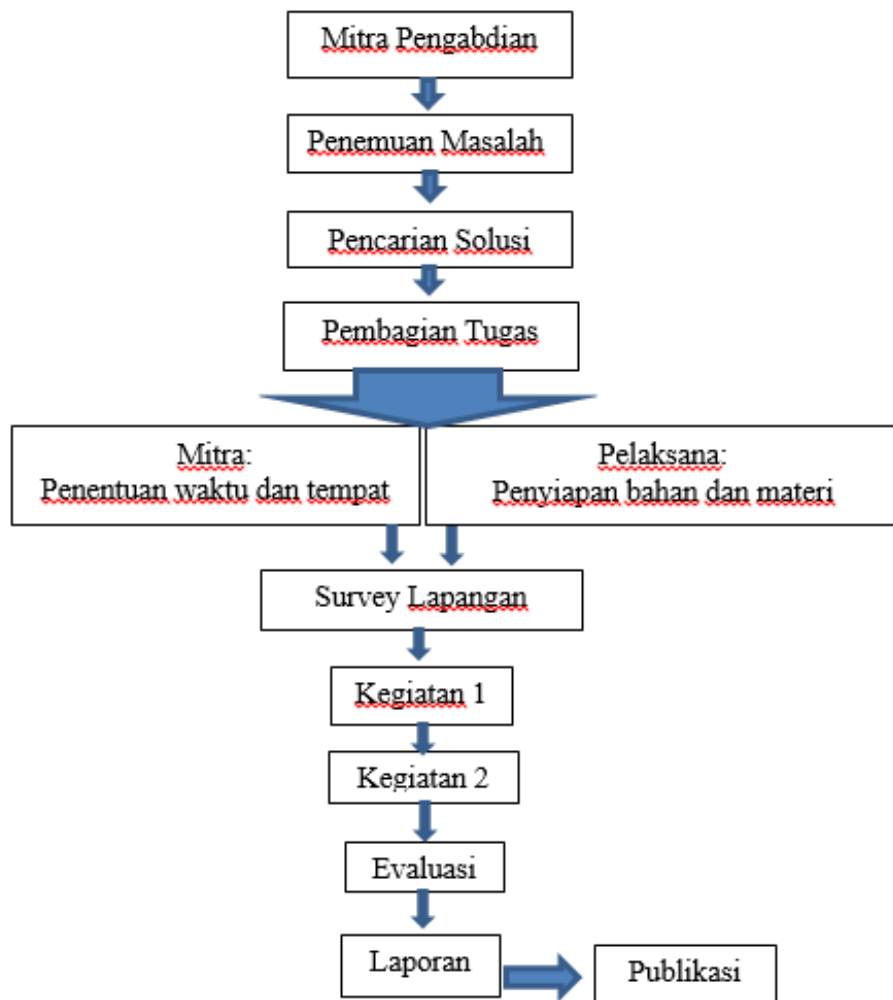 Mitra Pengabdian
Penemuan Masalah
Pencarian Solusi
Pembagian Tugas
Mitra:
Penentuan waktu dan tempat
Pelaksana:
Penyiapan bahan dan materi
Survey Lapangan
Kegiatan 1
Kegiatan 2
Evaluasi
Laporan
Publikasi